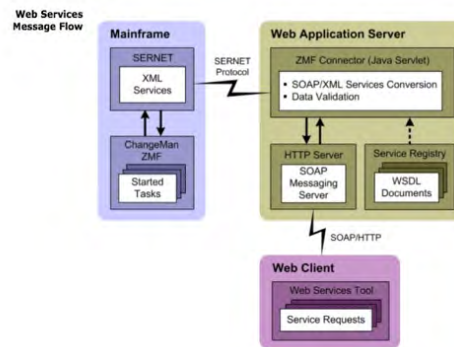 Web Services
Message Flow
Mainframe
SERNET
XML
Services
ChangeMan
ZMF
Started
Tasks
SERNET
Protocol
Web Application Server
ZMF Connector (Java Servlet)
• SOAP/XML Services Conversion
• Data Validation
HTTP Server
SOAP
Messaging
Server
Service Registry
WSDL
Documents
SOAP/HTTP
Web Client
Web Services Tool
Service Requests